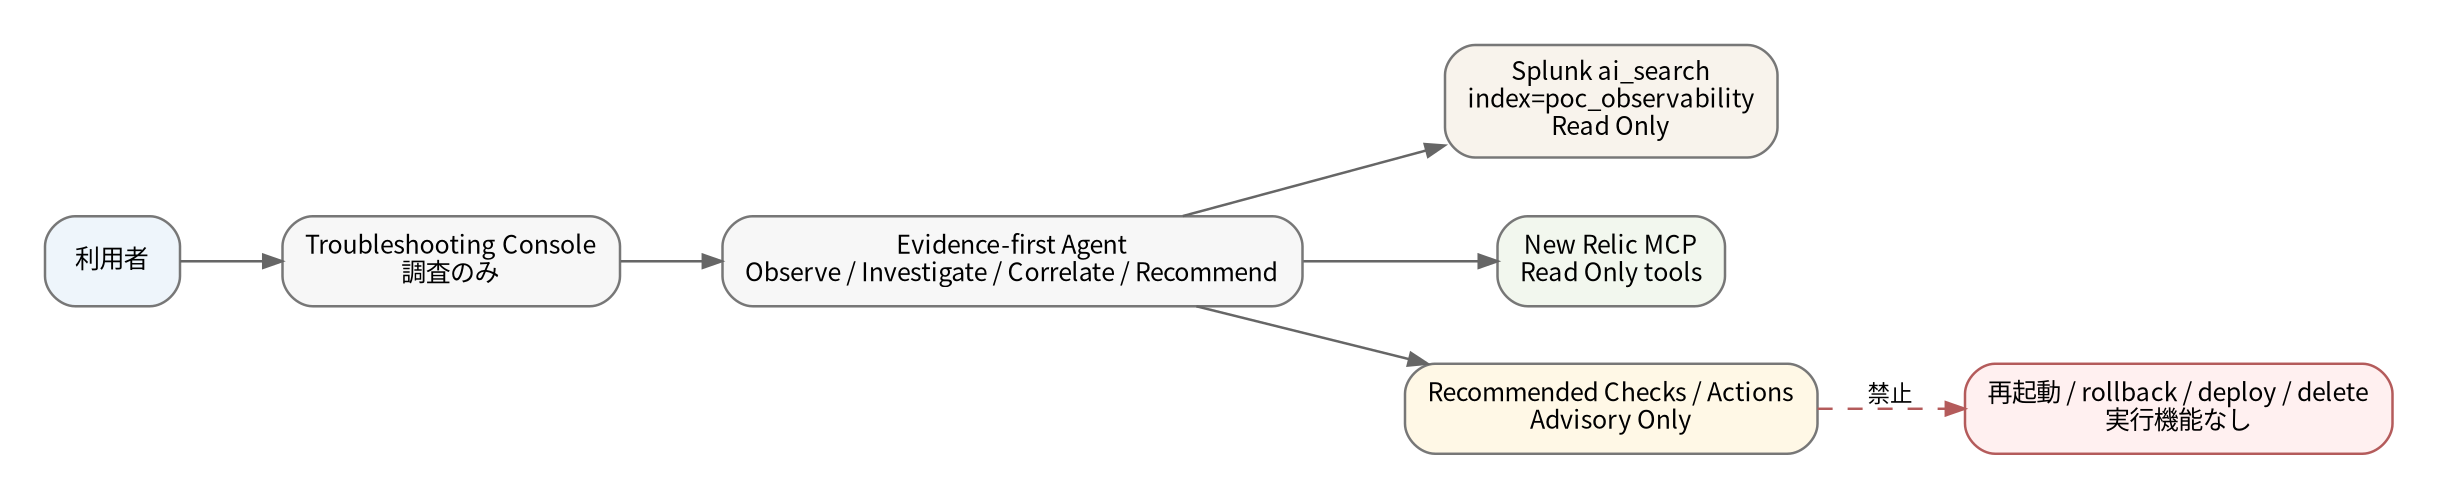 利用者
Troubleshooting Console
調査のみ
Evidence-first Agent
Observe / Investigate / Correlate / Recommend
Splunk ai_search
index=poc_observability
Read Only
New Relic MCP
Read Only tools
Recommended Checks / Actions
Advisory Only
禁止
再起動 / rollback / deploy / delete
実行機能なし